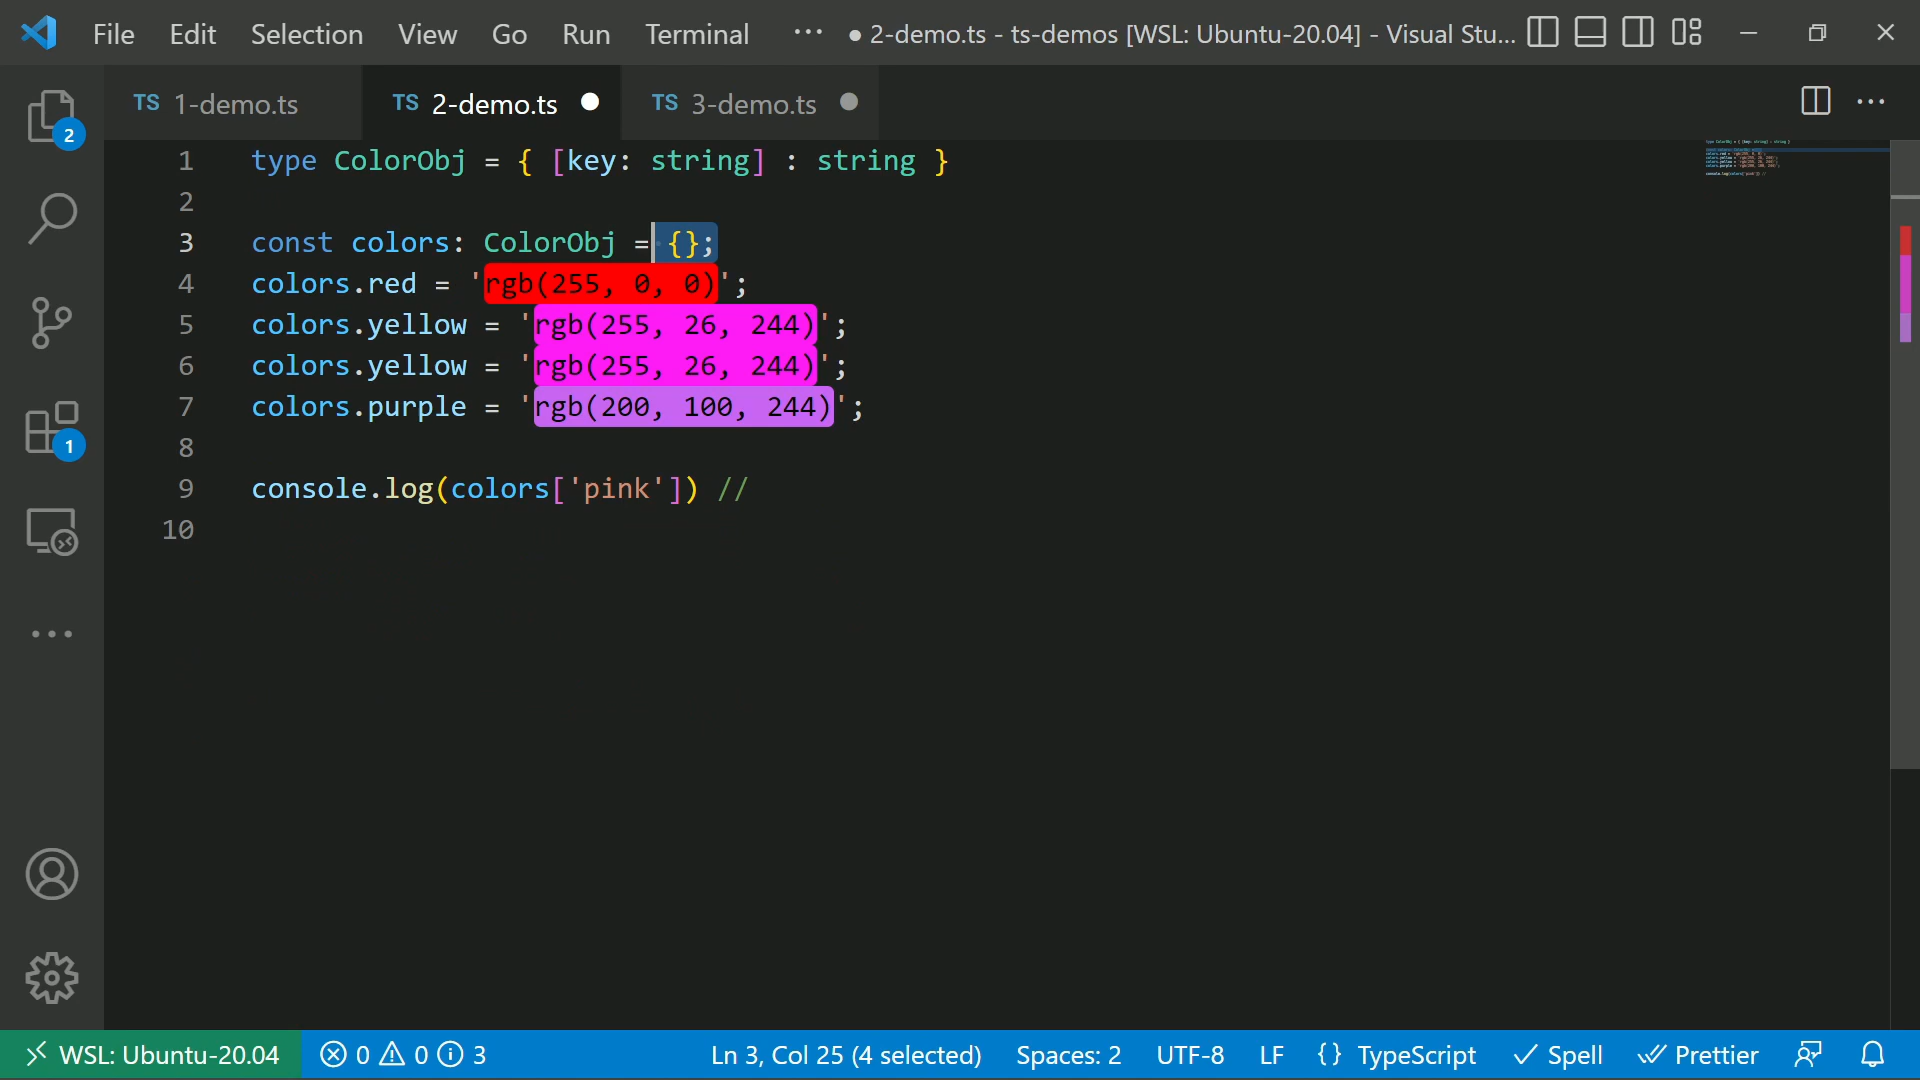 File Edit Selection View Go Run Terminal ··· ● 2-demo.ts - ts-demos [WSL: Ubuntu-20.04] - Visual Stu...
TS 1-demo.ts TS 2-demo.ts ● TS 3-demo.ts ●
1 type ColorObj = { [key: string] : string }
2
3 const colors: ColorObj = {};
4 colors.red = 'rgb(255, 0, 0)';
5 colors.yellow = 'rgb(255, 26, 244)';
6 colors.yellow = 'rgb(255, 26, 244)';
7 colors.purple = 'rgb(200, 100, 244)';
8
9 console.log(colors['pink']) //
10
2
1
WSL: Ubuntu-20.04 0 0 3 Ln 3, Col 25 (4 selected) Spaces: 2 UTF-8 LF {} TypeScript ✓ Spell Prettier